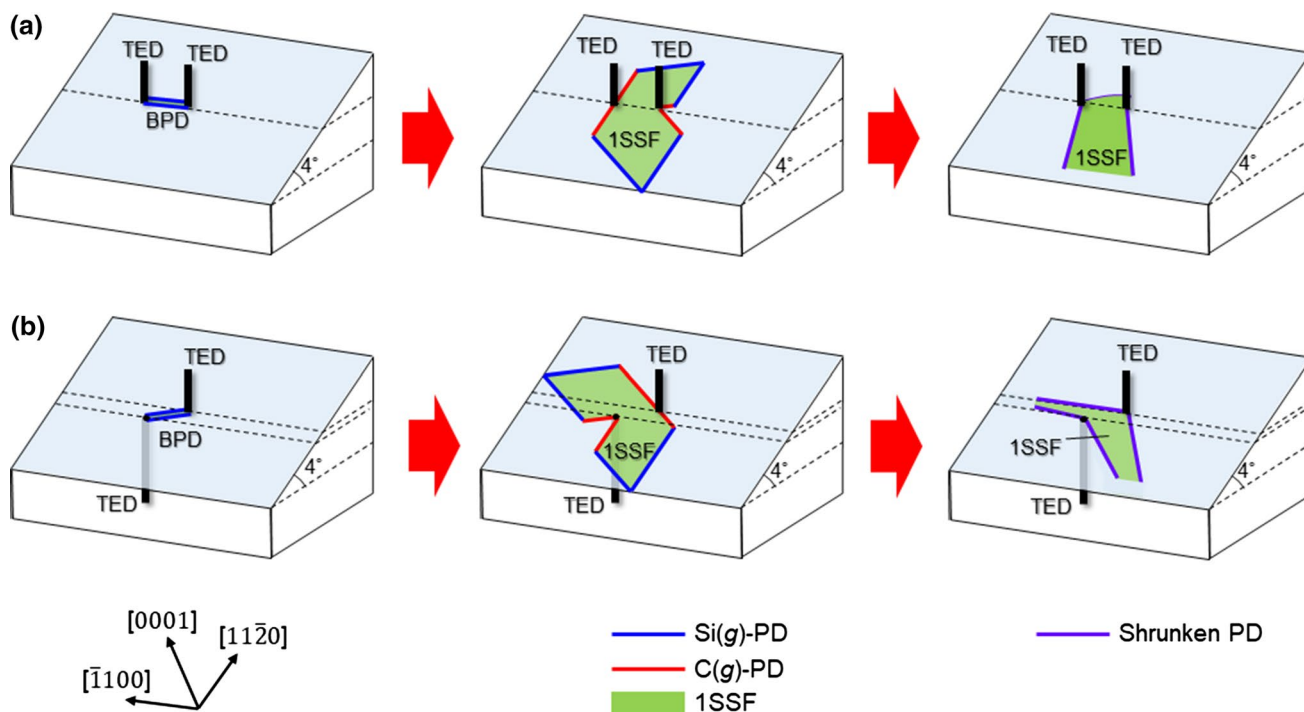 (a)
TED TED
BPD
4°
TED TED
1SSF
4°
TED TED
1SSF
4°
(b)
TED
BPD
TED
4°
TED
1SSF
TED
4°
TED
1SSF
TED
4°
[0001]
[112̄0]
[1̄100]
Si(g)-PD
C(g)-PD
1SSF
Shrunken PD